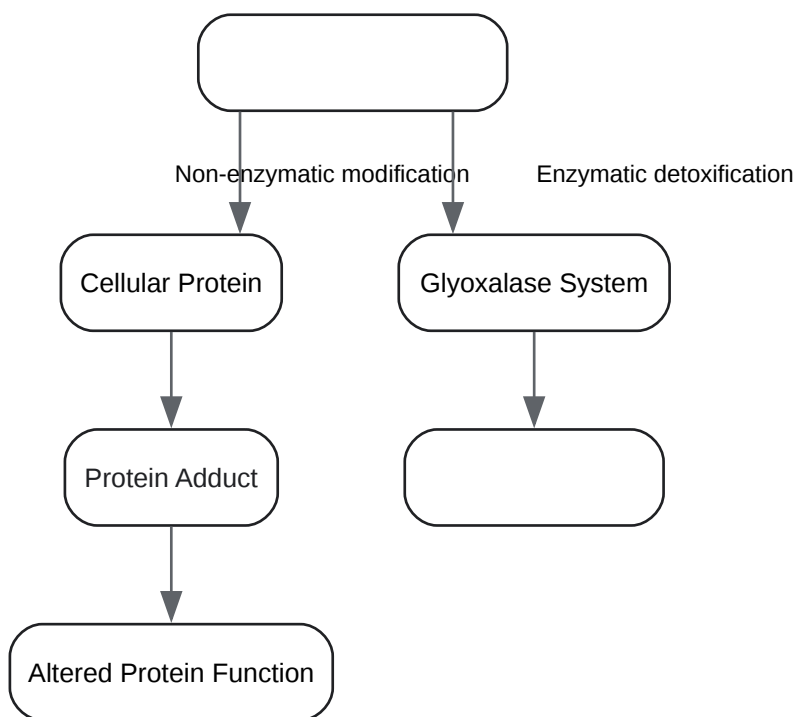 Non-enzymatic modification
Enzymatic detoxification
Cellular Protein
Glyoxalase System
Protein Adduct
Altered Protein Function